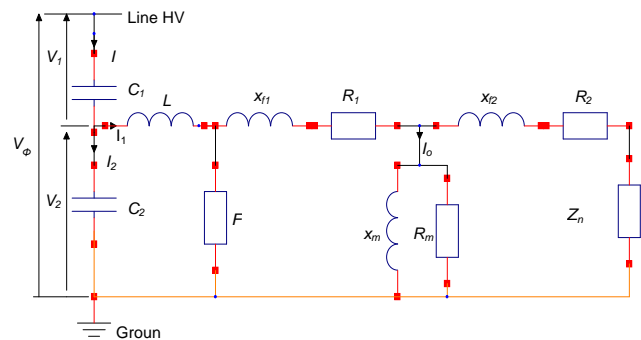 Line HV
V1
I
C1
L
xf1
R1
xf2
R2
VΦ
I1
I2
Io
V2
C2
F
xm
Rm
Zn
Groun